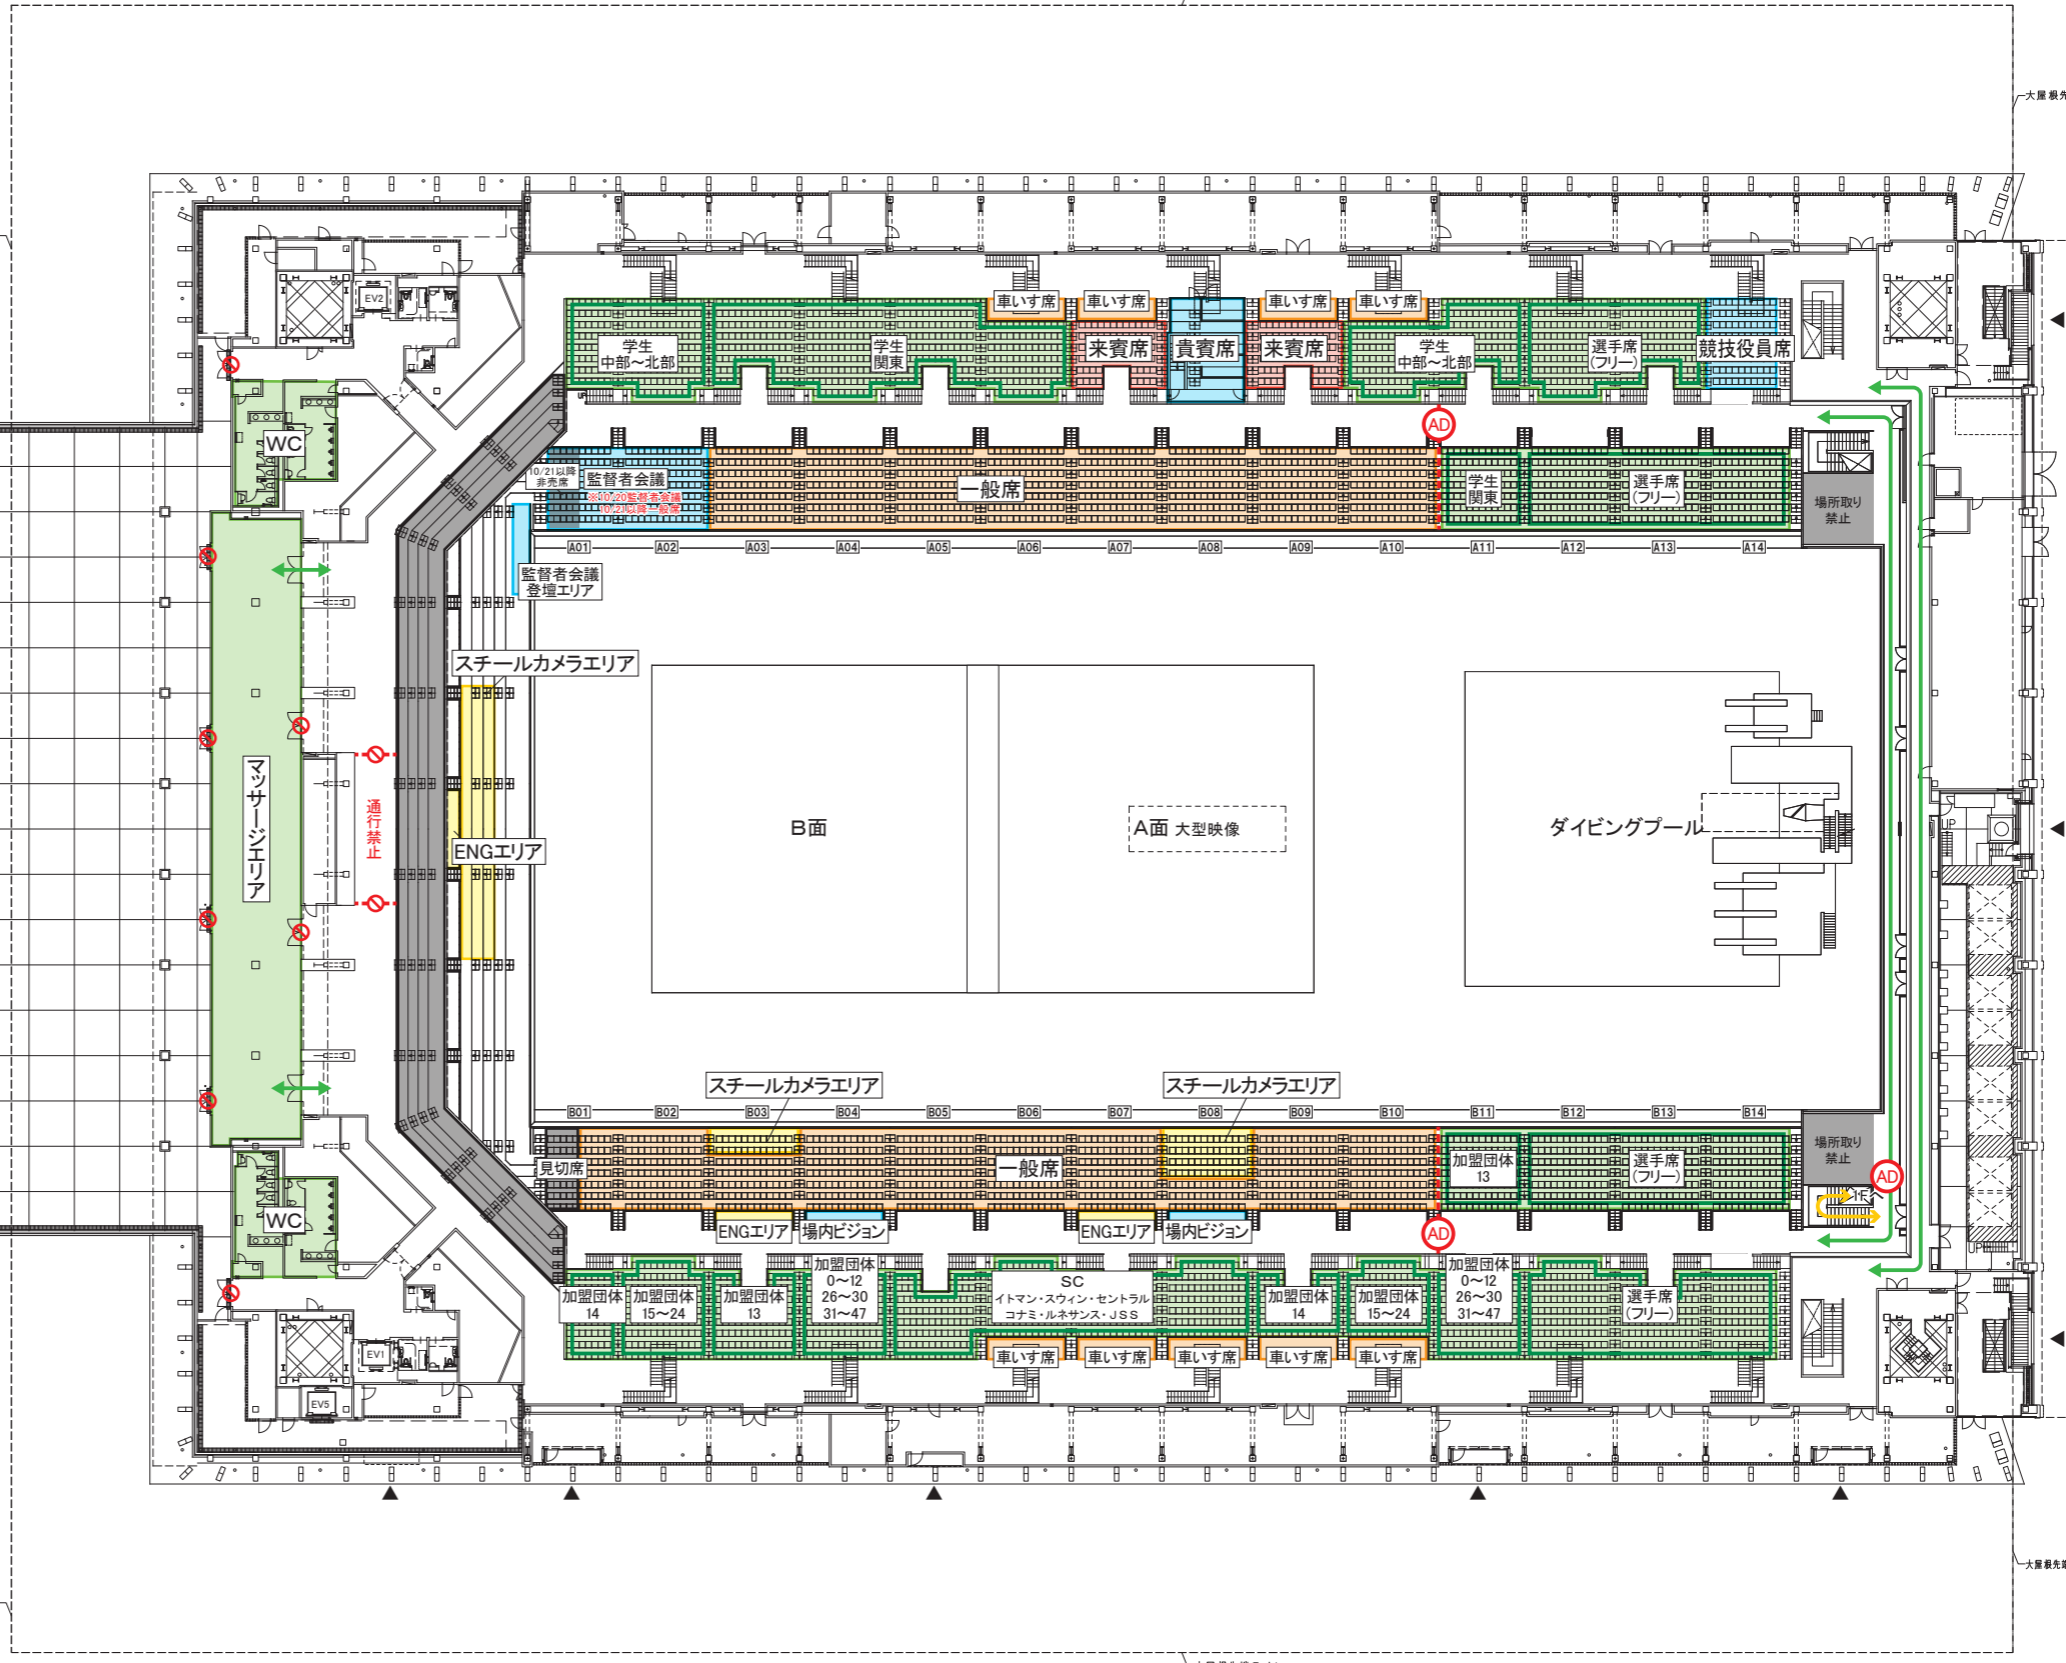 大屋根先
EV2
車いす席
車いす席
車いす席
車いす席
学生
中部～北部
学生
関東
来賓席
貴賓席
来賓席
学生
中部～北部
選手席
(フリー)
競技役員席
UP
AD
WC
10/21以降
非売席
監督者会議
※10.20監督者会議
10/21以降一般席
一般席
学生
関東
選手席
(フリー)
場所取り
禁止
A01
A02
A03
A04
A05
A06
A07
A08
A09
A10
A11
A12
A13
A14
監督者会議
登壇エリア
スチールカメラエリア
マッサージエリア
通行禁止
ENGエリア
B面
A面 大型映像
ダイビングプール
UP
スチールカメラエリア
スチールカメラエリア
B01
B02
B03
B04
B05
B06
B07
B08
B09
B10
B11
B12
B13
B14
見切席
一般席
加盟団体
13
選手席
(フリー)
場所取り
禁止
AD
1Fへ
WC
ENGエリア
場内ビジョン
ENGエリア
場内ビジョン
AD
UP
加盟団体
14
加盟団体
15～24
加盟団体
13
加盟団体
0～12
26～30
31～47
SC
イトマン・スウィン・セントラル
コナミ・ルネサンス・JSS
加盟団体
14
加盟団体
15～24
加盟団体
0～12
26～30
31～47
選手席
(フリー)
車いす席
車いす席
車いす席
車いす席
車いす席
EV1
EV5
大屋根先端